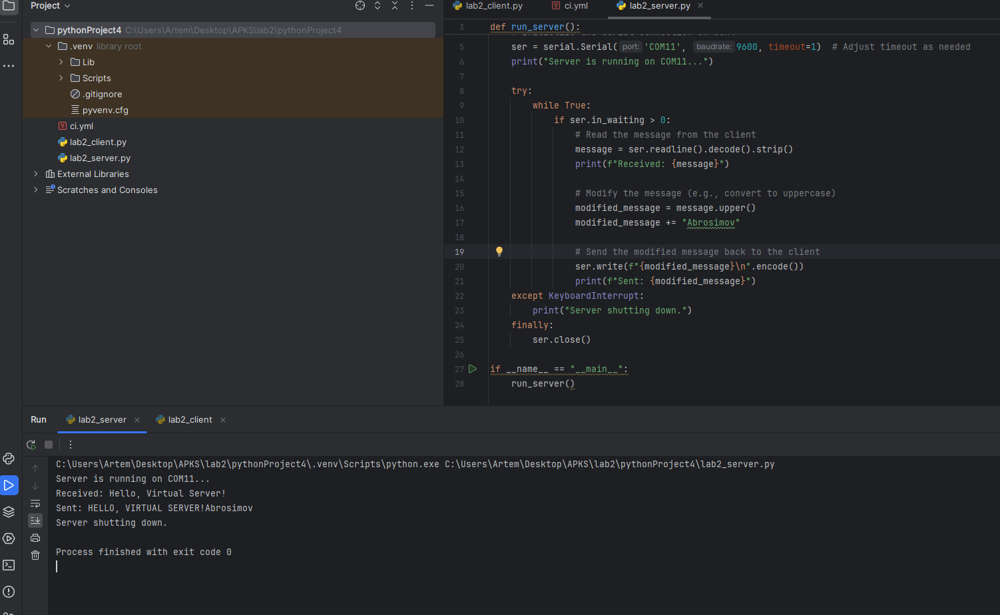 Project
pythonProject4 C:\Users\Artem\Desktop\APKS\lab2\pythonProject4
.venv library root
Lib
Scripts
.gitignore
pyvenv.cfg
ci.yml
lab2_client.py
lab2_server.py
External Libraries
Scratches and Consoles
lab2_client.py ci.yml lab2_server.py
3 def run_server():
5 ser = serial.Serial( port: 'COM11', baudrate: 9600, timeout=1) # Adjust timeout as needed
6 print("Server is running on COM11...")
7
8 try:
9 while True:
10 if ser.in_waiting > 0:
11 # Read the message from the client
12 message = ser.readline().decode().strip()
13 print(f"Received: {message}")
14
15 # Modify the message (e.g., convert to uppercase)
16 modified_message = message.upper()
17 modified_message += "Abrosimov"
18
19 # Send the modified message back to the client
20 ser.write(f"{modified_message}\n".encode())
21 print(f"Sent: {modified_message}")
22 except KeyboardInterrupt:
23 print("Server shutting down.")
24 finally:
25 ser.close()
26
27 if __name__ == "__main__":
28 run_server()
Run lab2_server lab2_client
C:\Users\Artem\Desktop\APKS\lab2\pythonProject4\.venv\Scripts\python.exe C:\Users\Artem\Desktop\APKS\lab2\pythonProject4\lab2_server.py
Server is running on COM11...
Received: Hello, Virtual Server!
Sent: HELLO, VIRTUAL SERVER!Abrosimov
Server shutting down.
Process finished with exit code 0